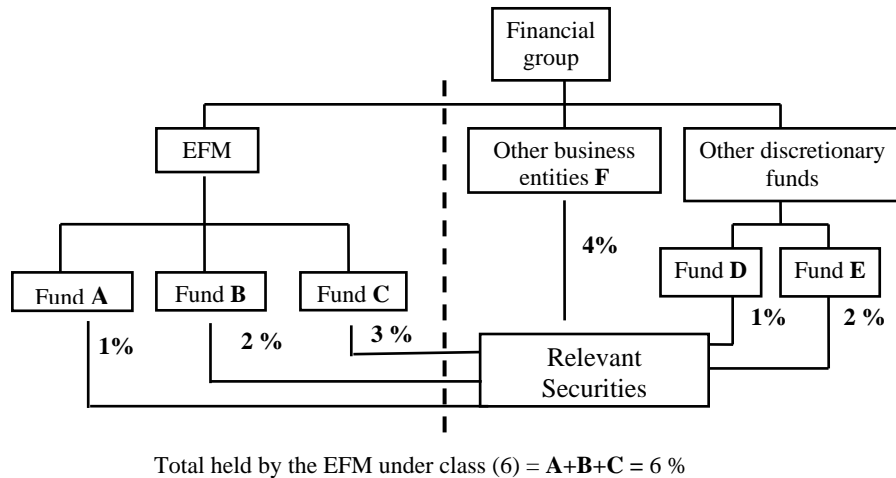 Financial
group
EFM
Other business
entities F
Other discretionary
funds
4%
Fund A
Fund B
Fund C
Fund D
Fund E
1%
2 %
3 %
1%
2 %
Relevant
Securities
Total held by the EFM under class (6) = A+B+C = 6 %